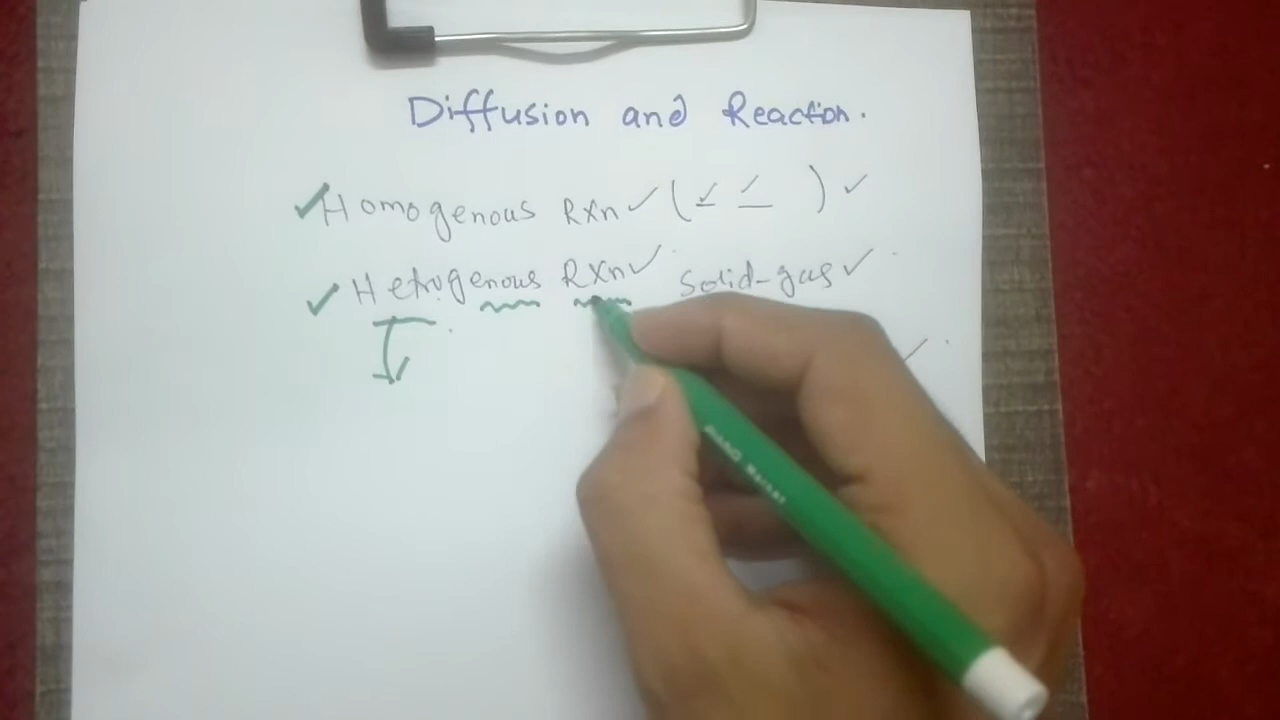 Diffusion and Reaction.
✓Homogenous Rxn ✓ (✓ ✓) ✓
✓ Hetrogenous Rxn ✓ Solid-gas ✓